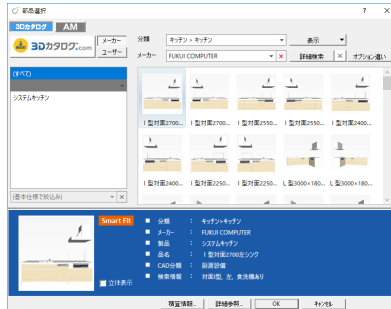 部品選択
? ×
3Dカタログ AM
3Dカタログ.com
メーカー
ユーザー
分類 キッチン > キッチン 表示
メーカー FUKUI COMPUTER × 詳細検索 × オプション違い
(すべて)
システムキッチン
(基本仕様で絞込み) ×
Ⅰ型対面2700... Ⅰ型対面2700... Ⅰ型対面2550... Ⅰ型対面2550... Ⅰ型対面2400...
Ⅰ型対面2400... Ⅰ型対面2250... Ⅰ型対面2250... L型3000×180... L型3000×180...
Smart Fit
立体表示
■ 分類 : キッチン>キッチン
■ メーカー : FUKUI COMPUTER
■ 製品 : システムキッチン
■ 品名 : Ⅰ型対面2700左シンク
■ CAD分類 : 厨房設備
■ 検索情報 : 対面I型, 左, 食洗機あり
積算情報... 詳細参照... OK キャンセル